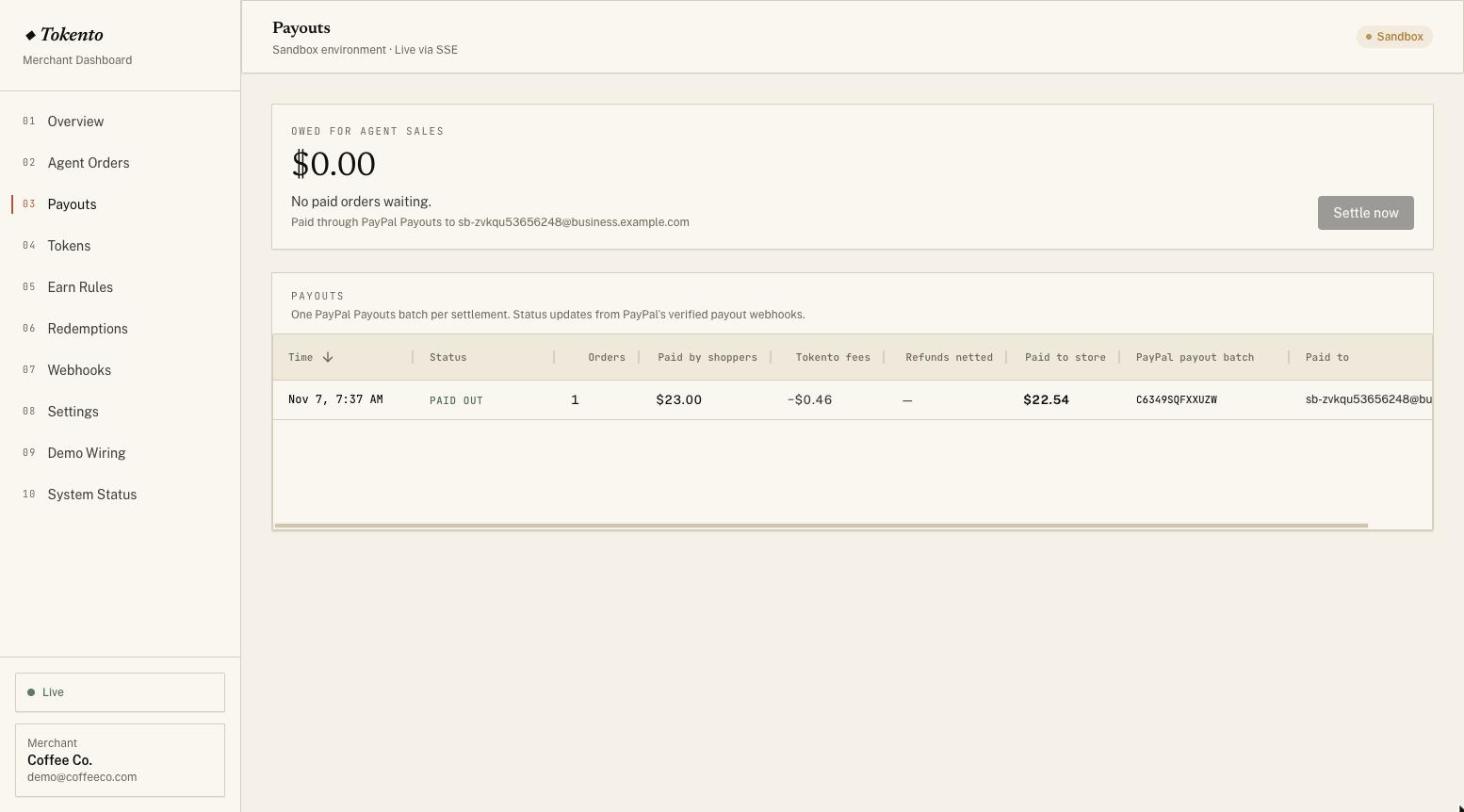 ◆ Tokento
Merchant Dashboard
01 Overview
02 Agent Orders
03 Payouts
04 Tokens
05 Earn Rules
06 Redemptions
07 Webhooks
08 Settings
09 Demo Wiring
10 System Status
Live
Merchant
Coffee Co.
demo@coffeeco.com
Payouts
Sandbox environment · Live via SSE
Sandbox
OWED FOR AGENT SALES
$0.00
No paid orders waiting.
Paid through PayPal Payouts to sb-zvkqu53656248@business.example.com
Settle now
PAYOUTS
One PayPal Payouts batch per settlement. Status updates from PayPal's verified payout webhooks.
Time ↓ Status Orders Paid by shoppers Tokento fees Refunds netted Paid to store PayPal payout batch Paid to
Nov 7, 7:37 AM PAID OUT 1 $23.00 −$0.46 — $22.54 C6349SQFXXUZW sb-zvkqu53656248@bu